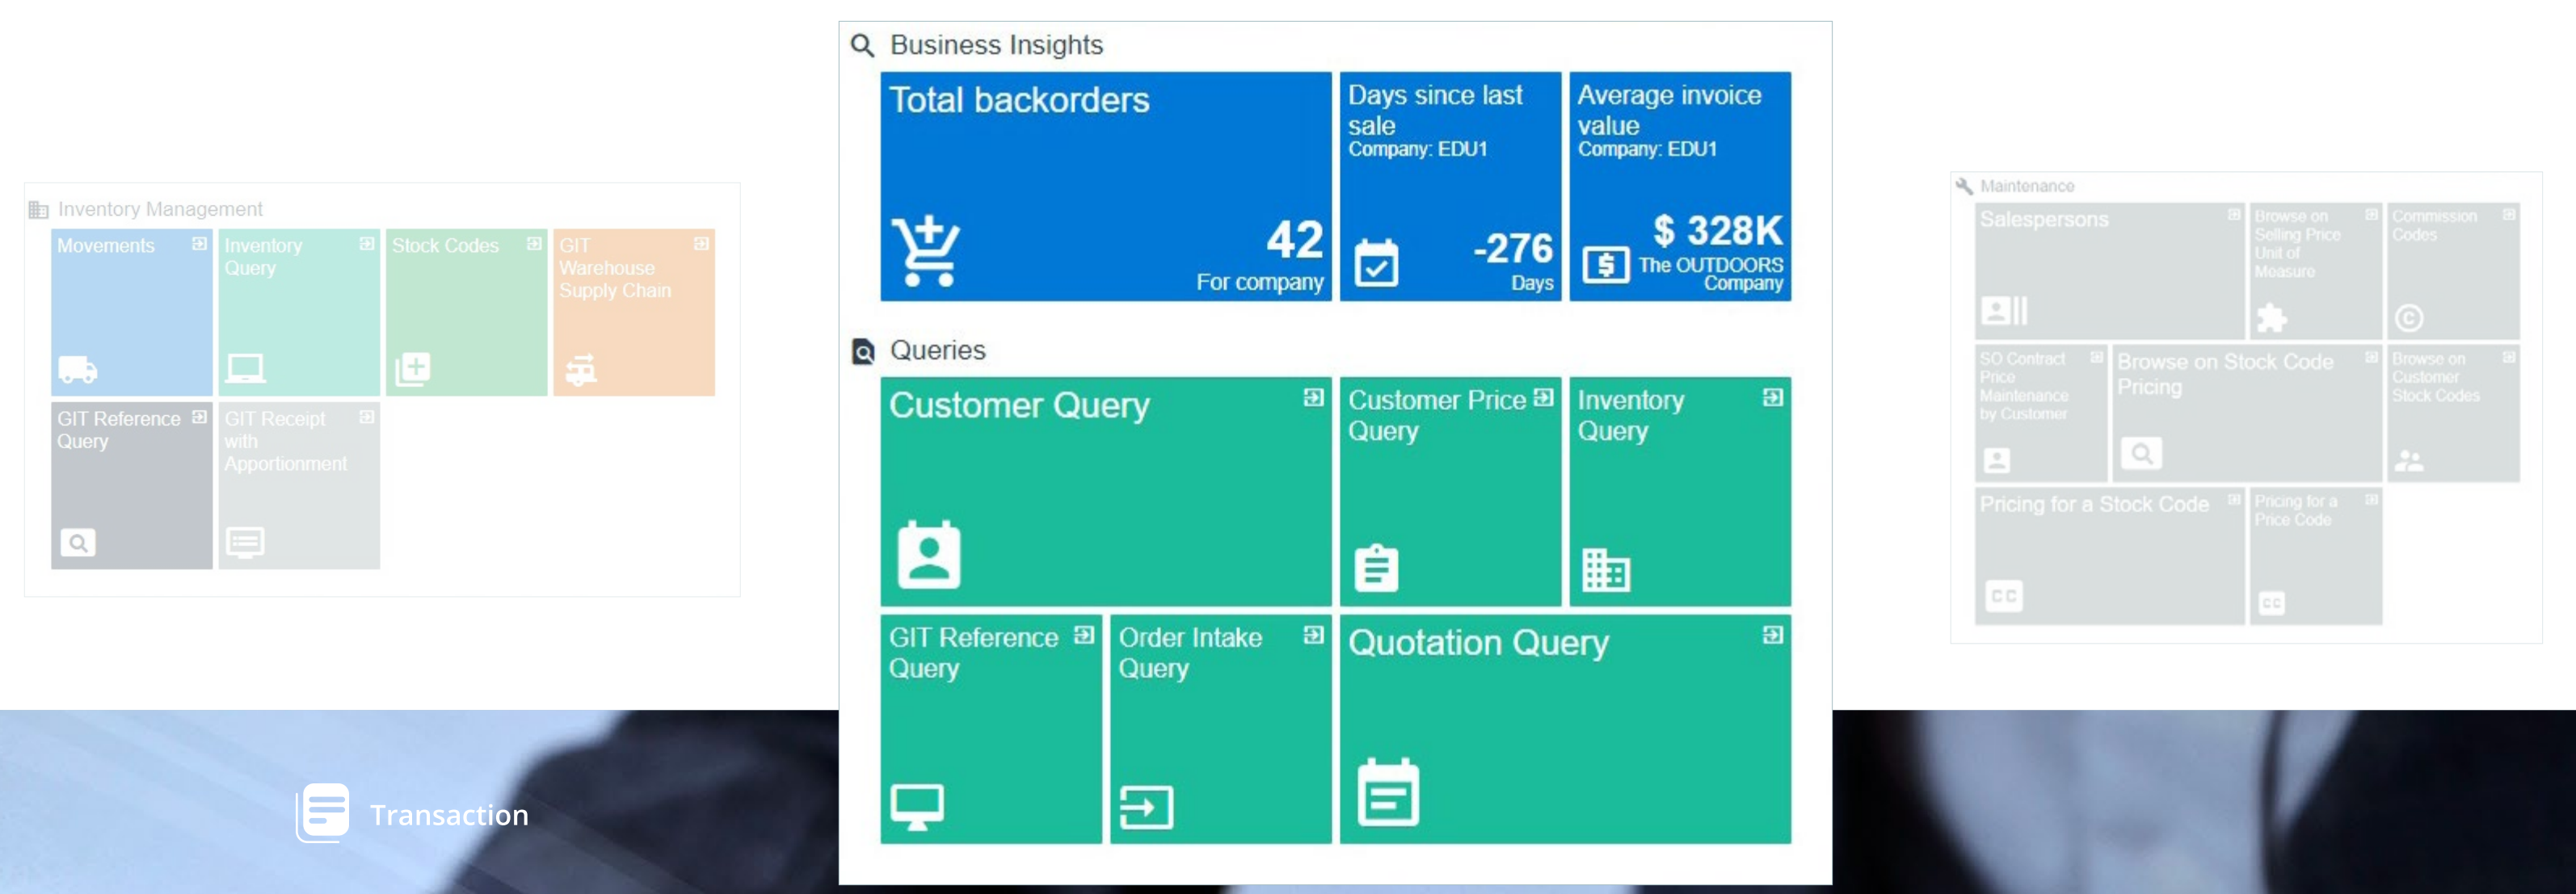 Inventory Management
Movements
Inventory
Query
Stock Codes
GIT
Warehouse
Supply Chain
GIT Reference
Query
GIT Receipt
with
Apportionment
Transaction
Business Insights
Total backorders
42
For company
Days since last
sale
Company: EDU1
-276
Days
Average invoice
value
Company: EDU1
$ 328K
The OUTDOORS
Company
Queries
Customer Query
Customer Price
Query
Inventory
Query
GIT Reference
Query
Order Intake
Query
Quotation Query
Maintenance
Salespersons
Browse on
Selling Price
Unit of
Measure
Commission
Codes
SO Contract
Price
Maintenance
by Customer
Browse on Stock Code
Pricing
Browse on
Customer
Stock Codes
Pricing for a Stock Code
Pricing for a
Price Code